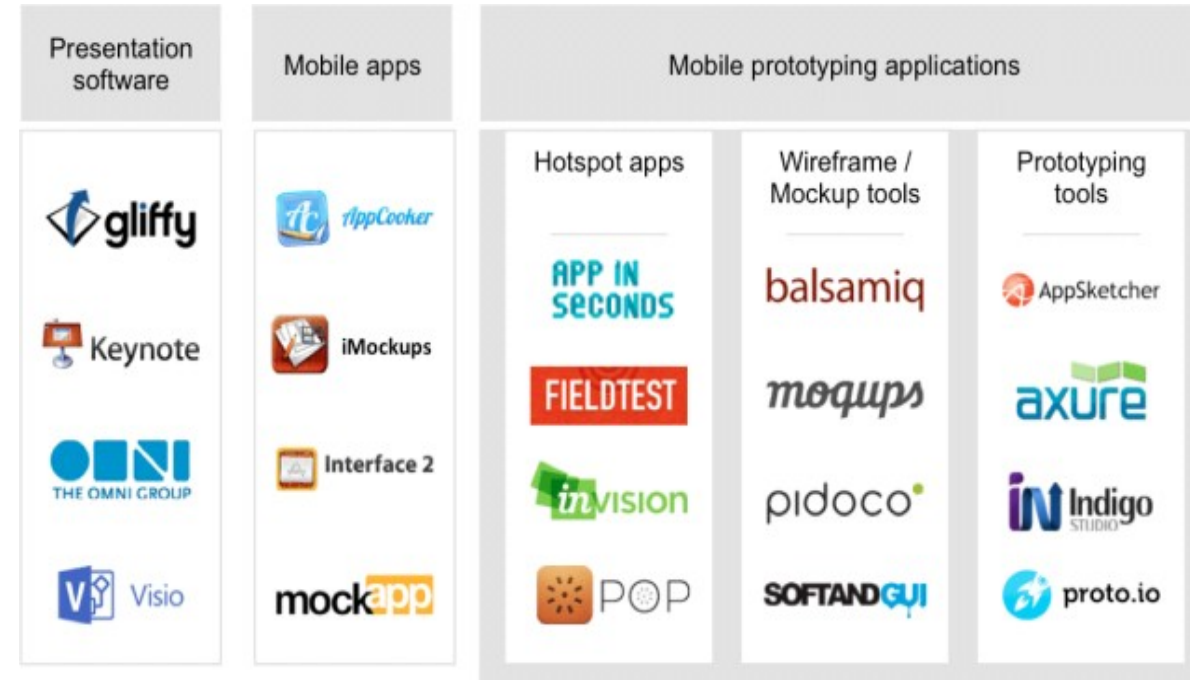 Presentation
software
Mobile apps
Mobile prototyping applications
gliffy
Keynote
OMNI
THE OMNI GROUP
Visio
AppCooker
iMockups
Interface 2
mockapp
Hotspot apps
APP IN
SECONDS
FIELDTEST
invision
POP
Wireframe /
Mockup tools
balsamiq
moqups
pidoco
SOFTANDGUI
Prototyping
tools
AppSketcher
axure
Indigo
STUDIO
proto.io